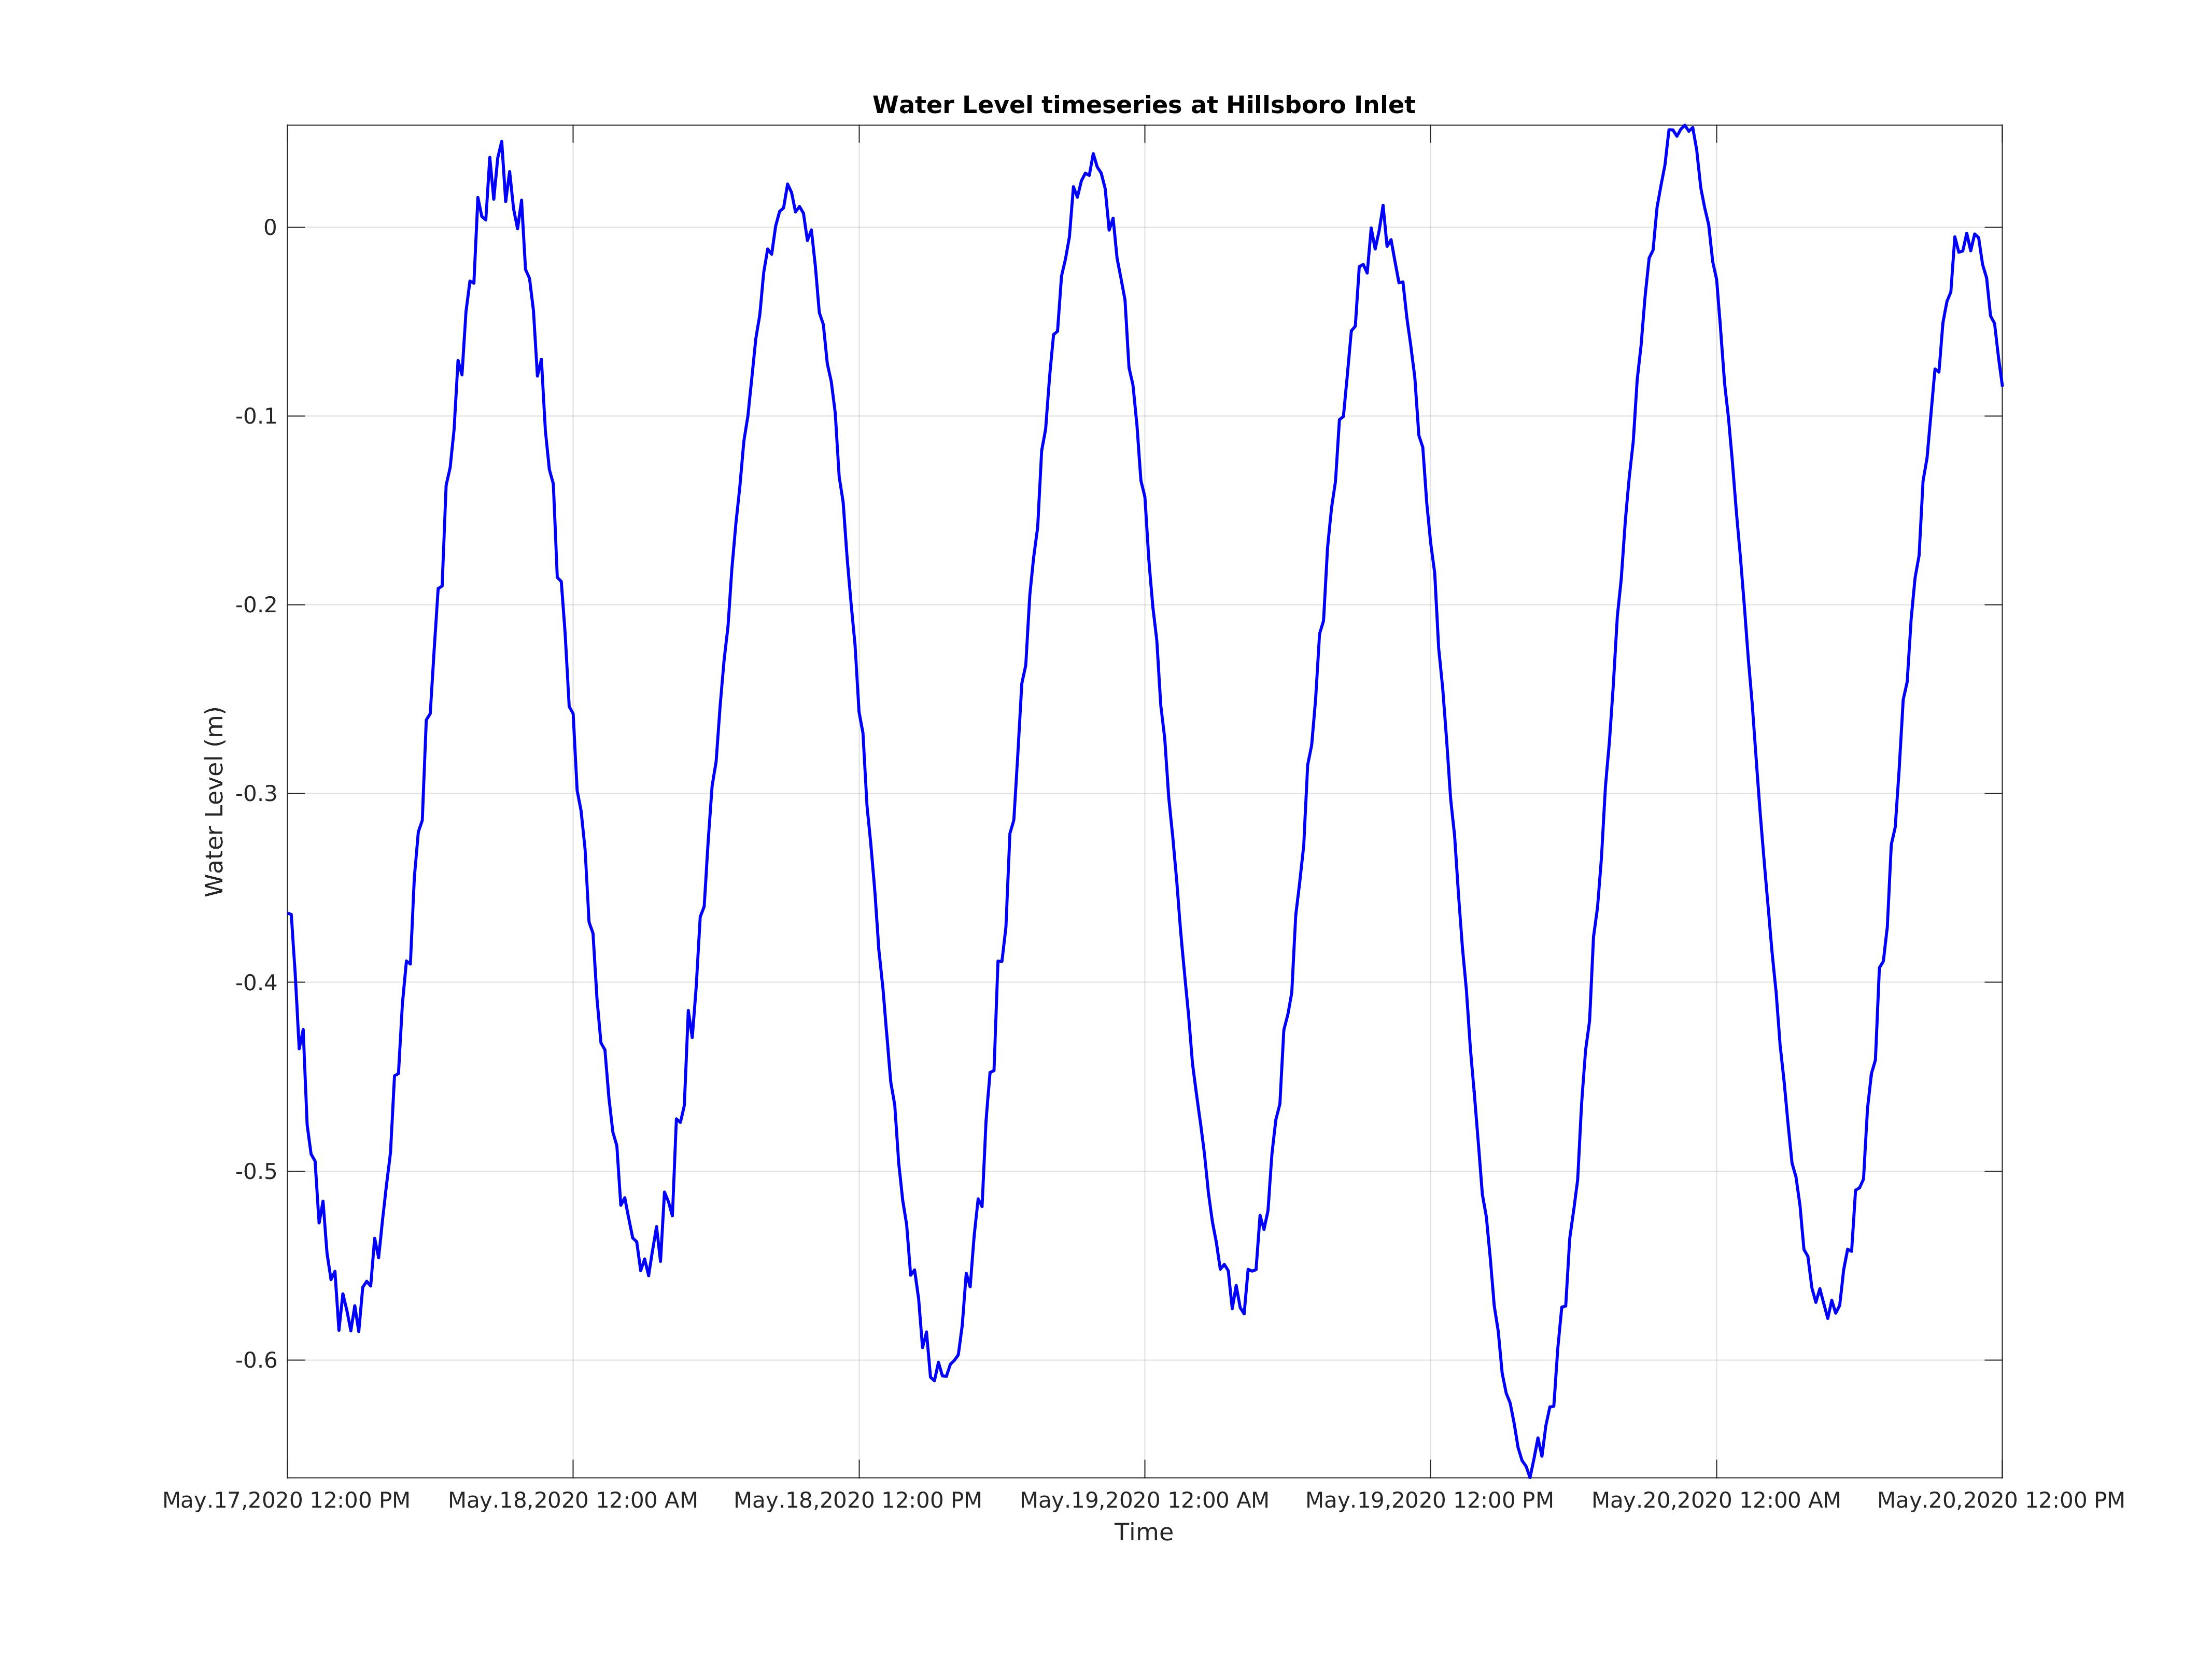 Water Level timeseries at Hillsboro Inlet
0
-0.1
-0.2
-0.3
-0.4
-0.5
-0.6
Water Level (m)
May.17,2020 12:00 PM
May.18,2020 12:00 AM
May.18,2020 12:00 PM
May.19,2020 12:00 AM
May.19,2020 12:00 PM
May.20,2020 12:00 AM
May.20,2020 12:00 PM
Time